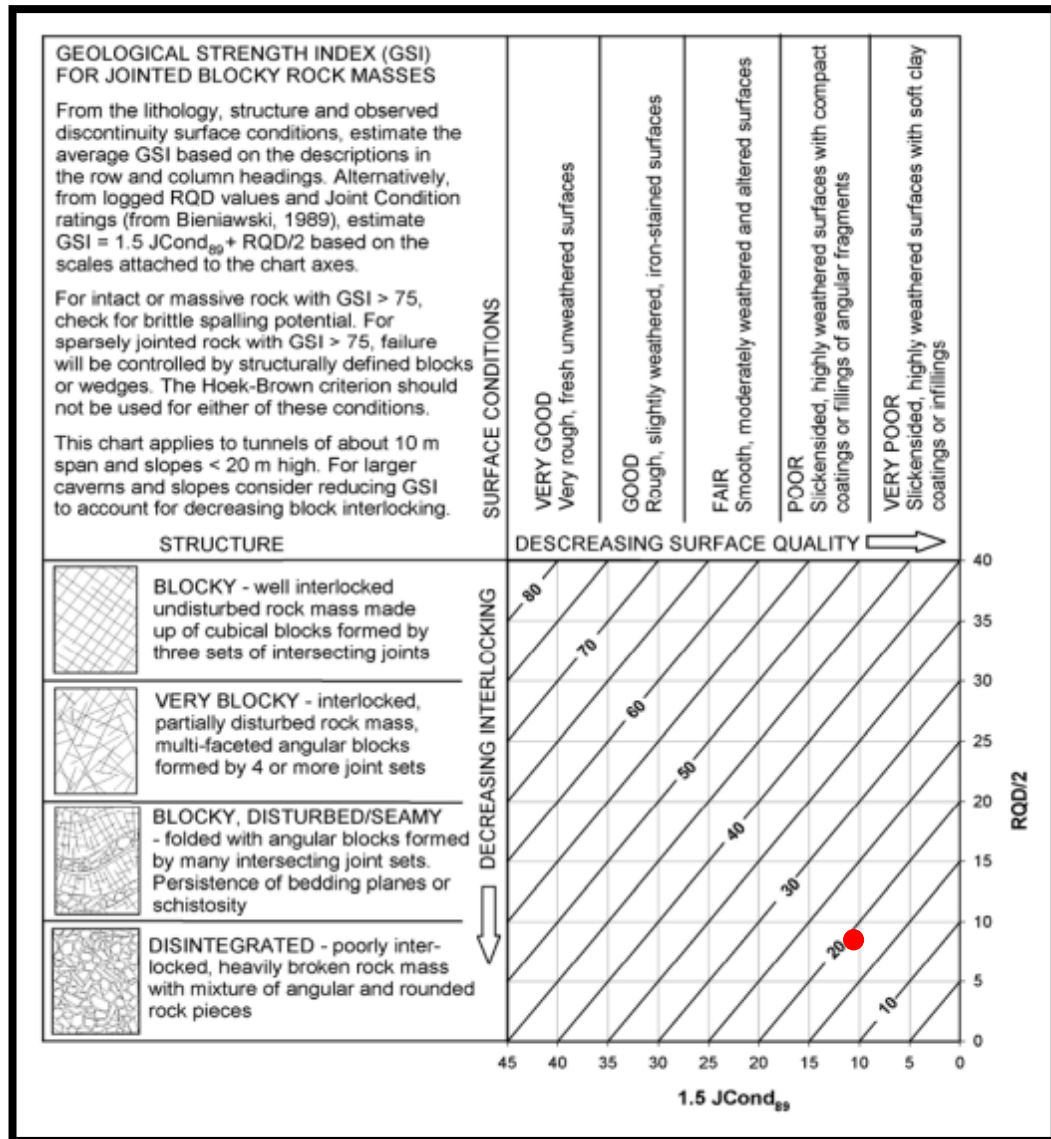 GEOLOGICAL STRENGTH INDEX (GSI)
FOR JOINTED BLOCKY ROCK MASSES
From the lithology, structure and observed
discontinuity surface conditions, estimate the
average GSI based on the descriptions in
the row and column headings. Alternatively,
from logged RQD values and Joint Condition
ratings (from Bieniawski, 1989), estimate
GSI = 1.5 JCond89 + RQD/2 based on the
scales attached to the chart axes.
For intact or massive rock with GSI > 75,
check for brittle spalling potential. For
sparsely jointed rock with GSI > 75, failure
will be controlled by structurally defined blocks
or wedges. The Hoek-Brown criterion should
not be used for either of these conditions.
This chart applies to tunnels of about 10 m
span and slopes < 20 m high. For larger
caverns and slopes consider reducing GSI
to account for decreasing block interlocking.
SURFACE CONDITIONS
VERY GOOD
Very rough, fresh unweathered surfaces
GOOD
Rough, slightly weathered, iron-stained surfaces
FAIR
Smooth, moderately weathered and altered surfaces
POOR
Slickensided, highly weathered surfaces with compact
coatings or fillings of angular fragments
VERY POOR
Slickensided, highly weathered surfaces with soft clay
coatings or infillings
STRUCTURE
DESCREASING SURFACE QUALITY
BLOCKY - well interlocked
undisturbed rock mass made
up of cubical blocks formed by
three sets of intersecting joints
VERY BLOCKY - interlocked,
partially disturbed rock mass,
multi-faceted angular blocks
formed by 4 or more joint sets
BLOCKY, DISTURBED/SEAMY
- folded with angular blocks formed
by many intersecting joint sets.
Persistence of bedding planes or
schistosity
DISINTEGRATED - poorly inter-
locked, heavily broken rock mass
with mixture of angular and rounded
rock pieces
DECREASING INTERLOCKING
80
70
60
50
40
30
20
10
40
35
30
25
20
15
10
5
0
RQD/2
45 40 35 30 25 20 15 10 5 0
1.5 JCond89